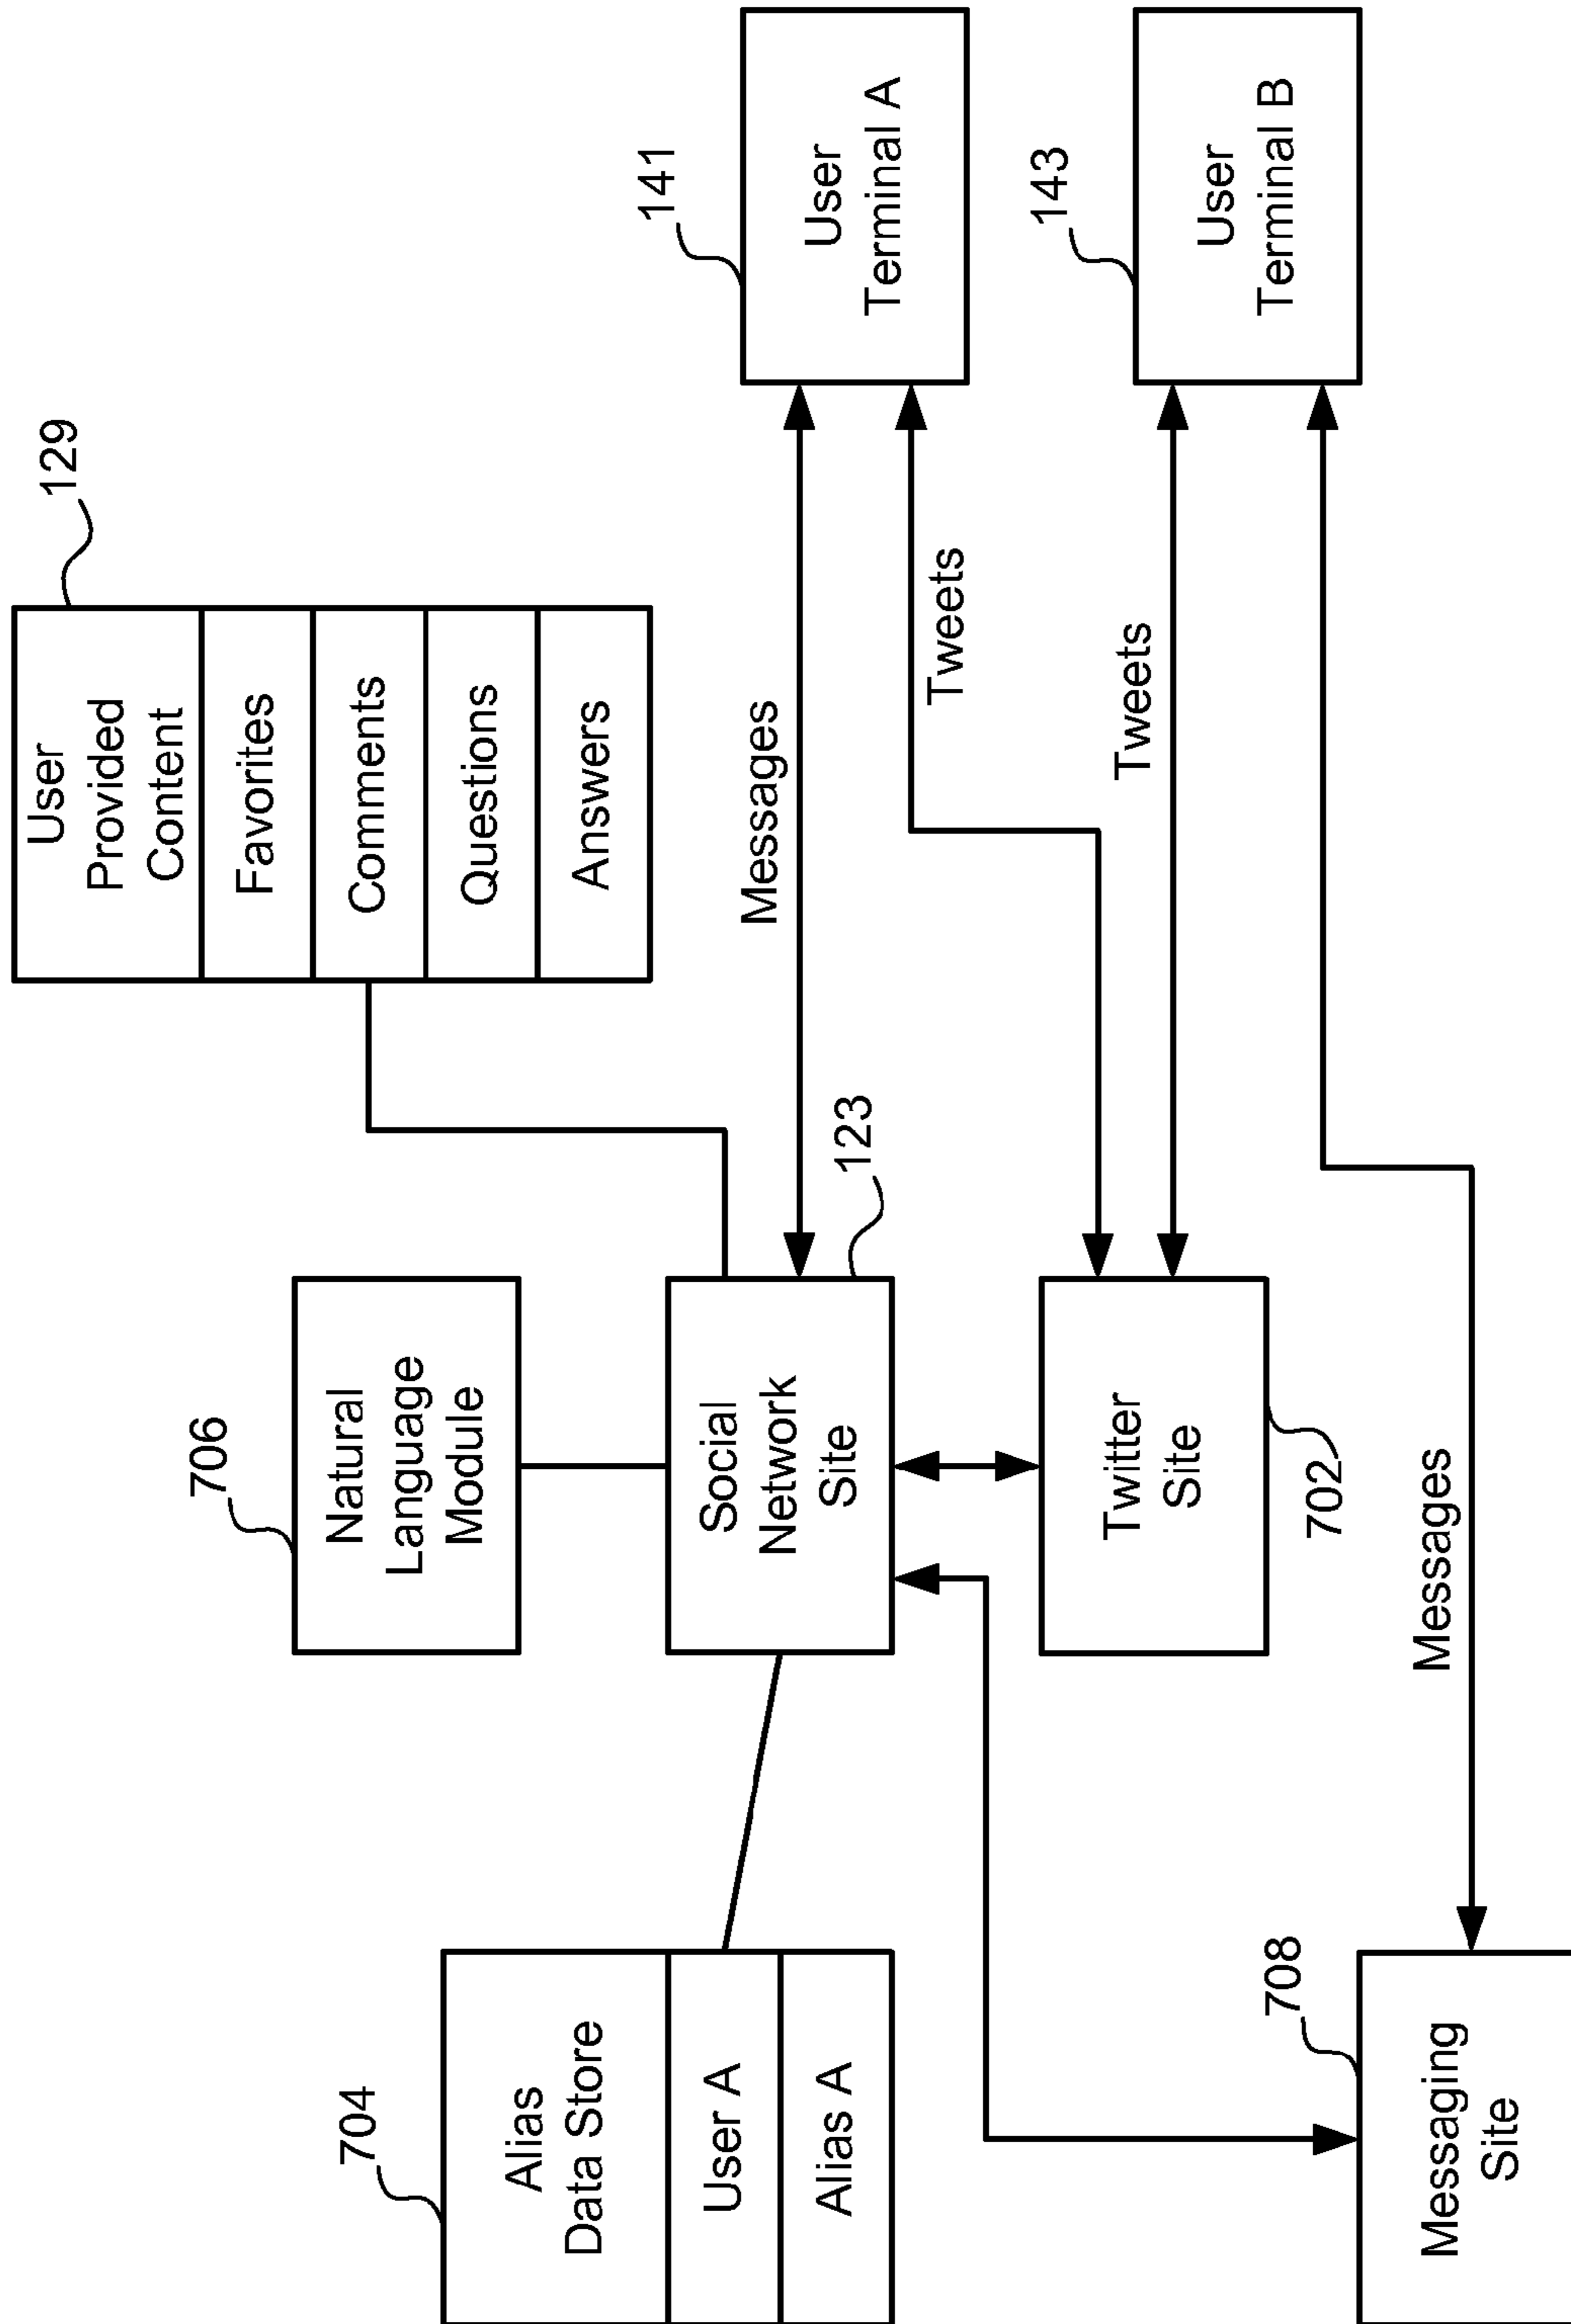 704
Alias
Data Store
User A
Alias A
706
Natural
Language
Module
User
Provided
Content
Favorites
Comments
Questions
Answers
129
Social
Network
Site
123
Messages
141
User
Terminal A
Tweets
Twitter
Site
702
Tweets
143
User
Terminal B
708
Messaging
Site
Messages